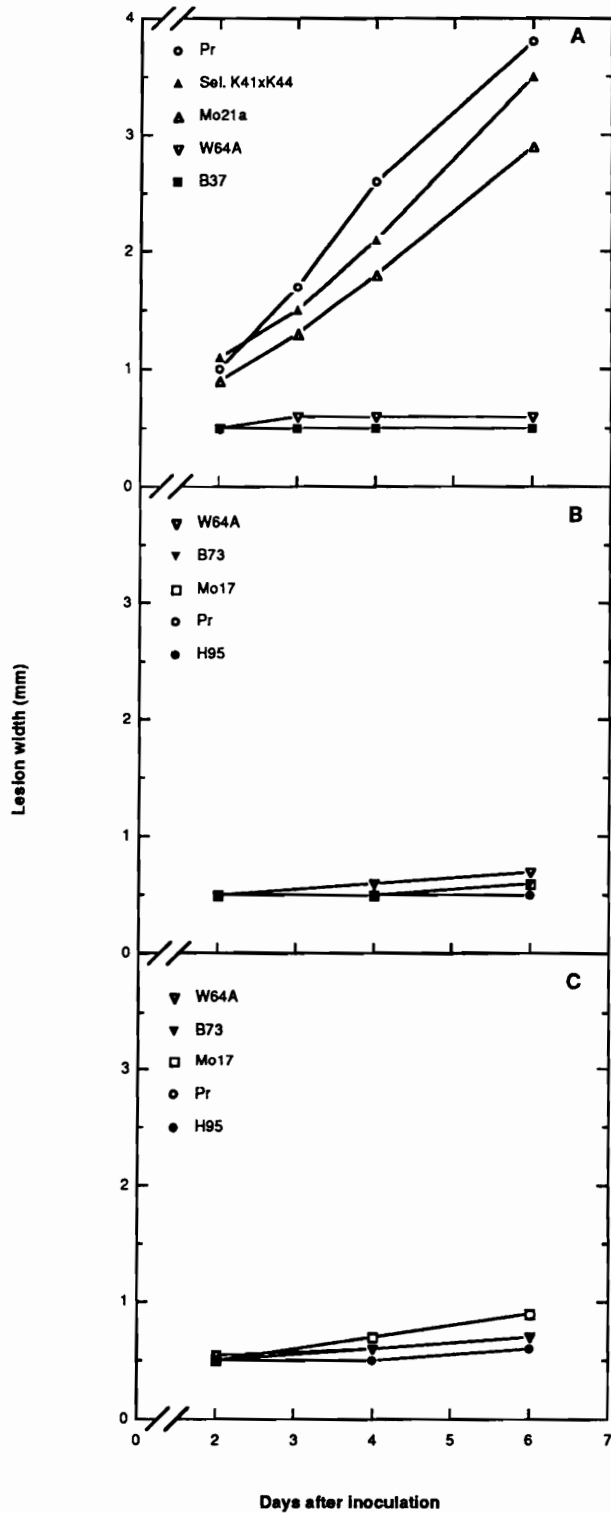 4
A
Pr
Sel. K41xK44
3
Mo21a
W64A
B37
2
1
0
B
W64A
B73
3
Mo17
Pr
H95
2
1
0
C
W64A
B73
3
Mo17
Pr
H95
2
1
0
0 2 3 4 5 6 7
Lesion width (mm)
Days after inoculation